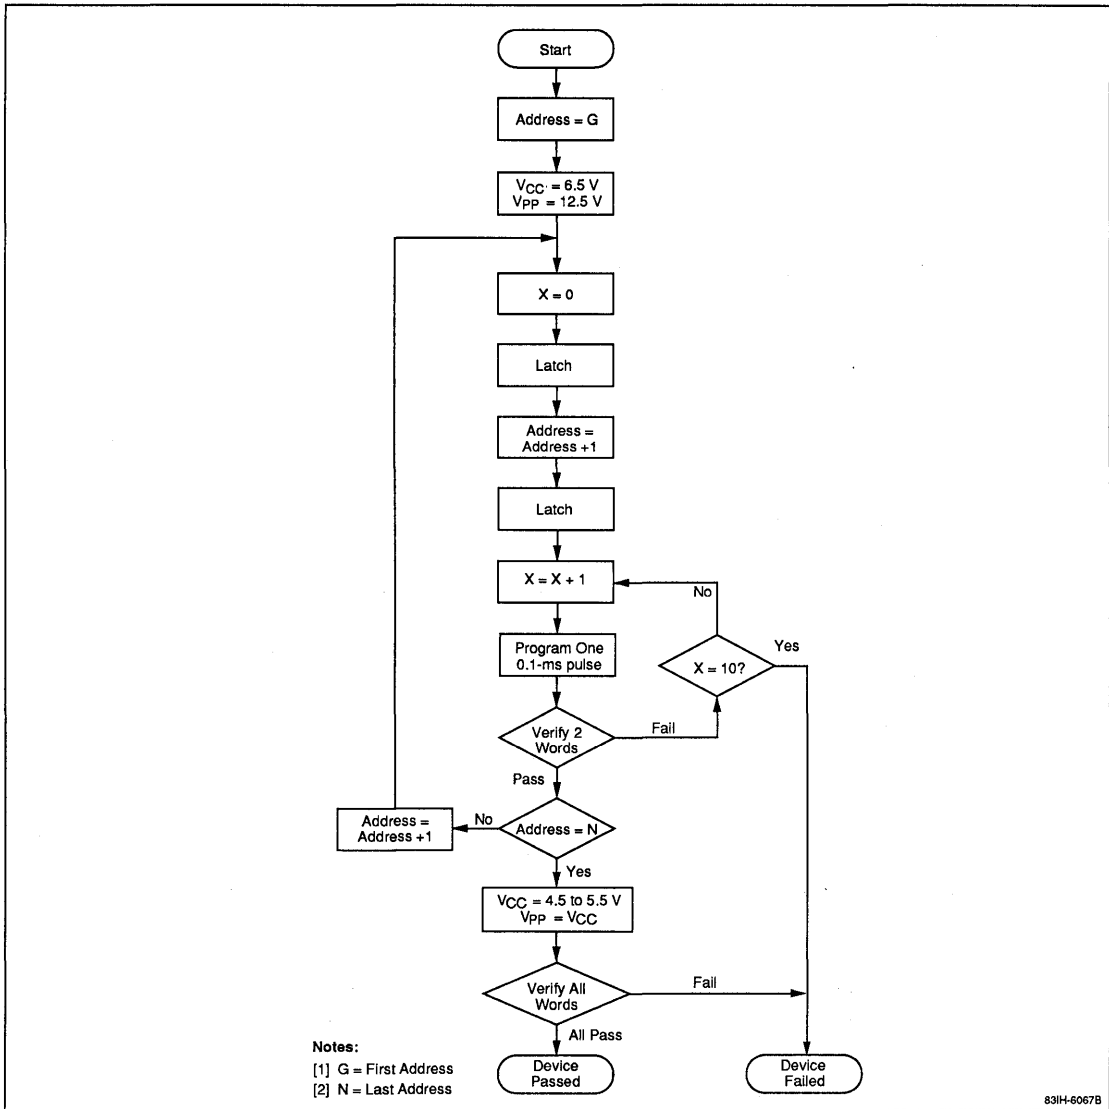 Start
Address = G
VCC = 6.5 V
VPP = 12.5 V
X = 0
Latch
Address =
Address +1
Latch
X = X + 1
No
Program One
0.1-ms pulse
X = 10?
Yes
Verify 2
Words
Fail
Pass
Address =
Address +1
No
Address = N
Yes
VCC = 4.5 to 5.5 V
VPP = VCC
Verify All
Words
Fail
All Pass
Device
Passed
Device
Failed
Notes:
[1] G = First Address
[2] N = Last Address
83IH-6067B